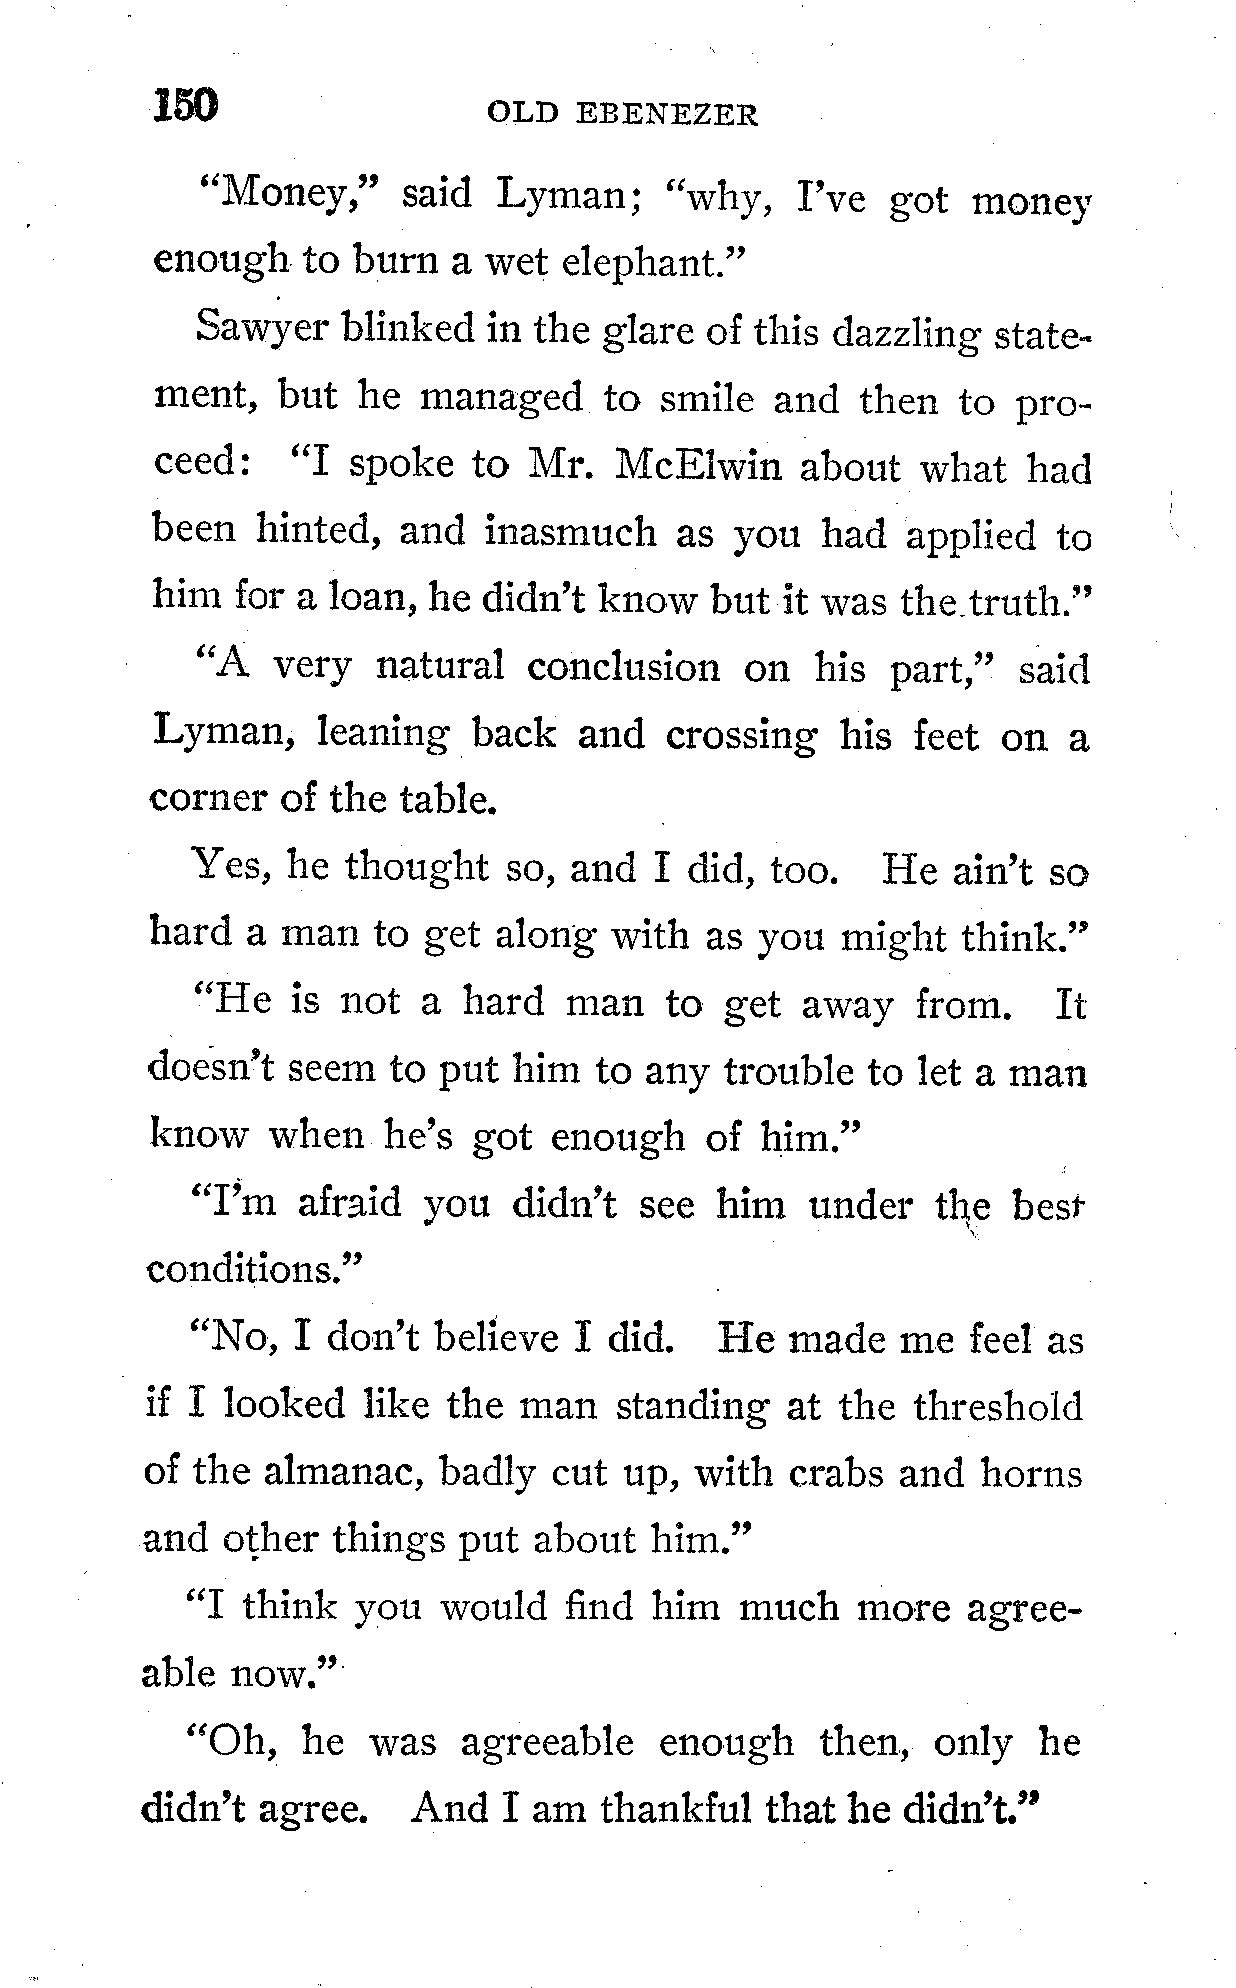 150 OLD EBENEZER
“Money,” said Lyman; “why, I’ve got money
enough to burn a wet elephant.”
Sawyer blinked in the glare of this dazzling state-
ment, but he managed to smile and then to pro-
ceed: “I spoke to Mr. McElwin about what had
been hinted, and inasmuch as you had applied to
him for a loan, he didn’t know but it was the truth.”
“A very natural conclusion on his part,” said
Lyman, leaning back and crossing his feet on a
corner of the table.
Yes, he thought so, and I did, too. He ain’t so
hard a man to get along with as you might think.”
“He is not a hard man to get away from. It
doesn’t seem to put him to any trouble to let a man
know when he’s got enough of him.”
“I’m afraid you didn’t see him under the best
conditions.”
“No, I don’t believe I did. He made me feel as
if I looked like the man standing at the threshold
of the almanac, badly cut up, with crabs and horns
and other things put about him.”
“I think you would find him much more agree-
able now.”
“Oh, he was agreeable enough then, only he
didn’t agree. And I am thankful that he didn’t.”